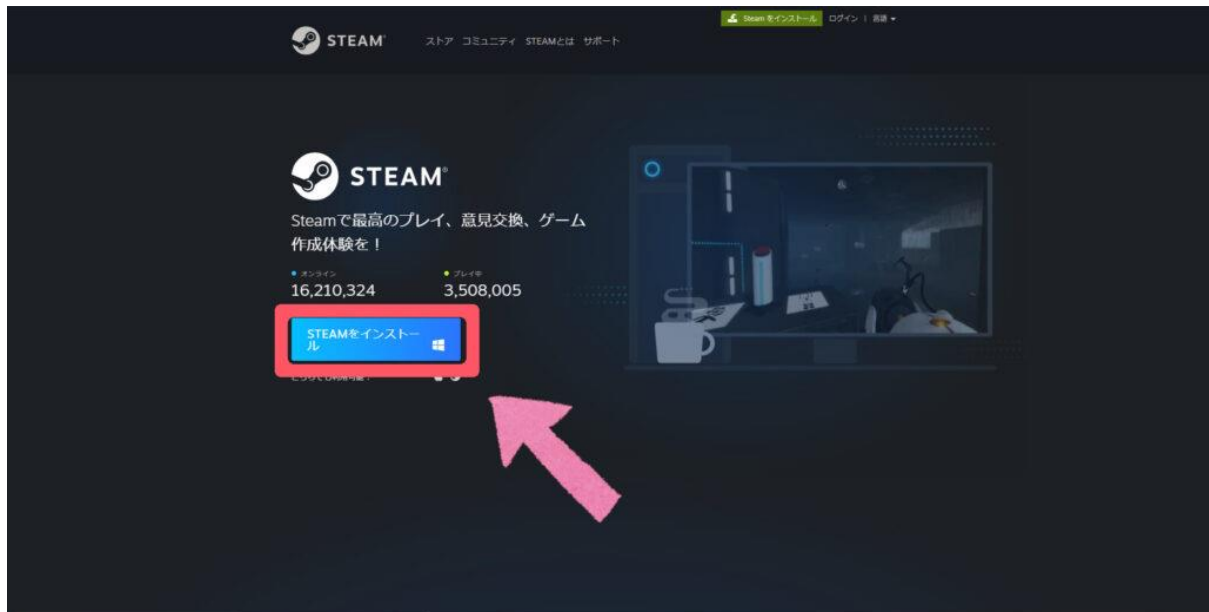 Steam をインストール ログイン | 言語
STEAM ストア コミュニティ STEAMとは サポート
STEAM
Steamで最高のプレイ、意見交換、ゲーム
作成体験を！
オンライン プレイ中
16,210,324 3,508,005
STEAMをインストー
ル